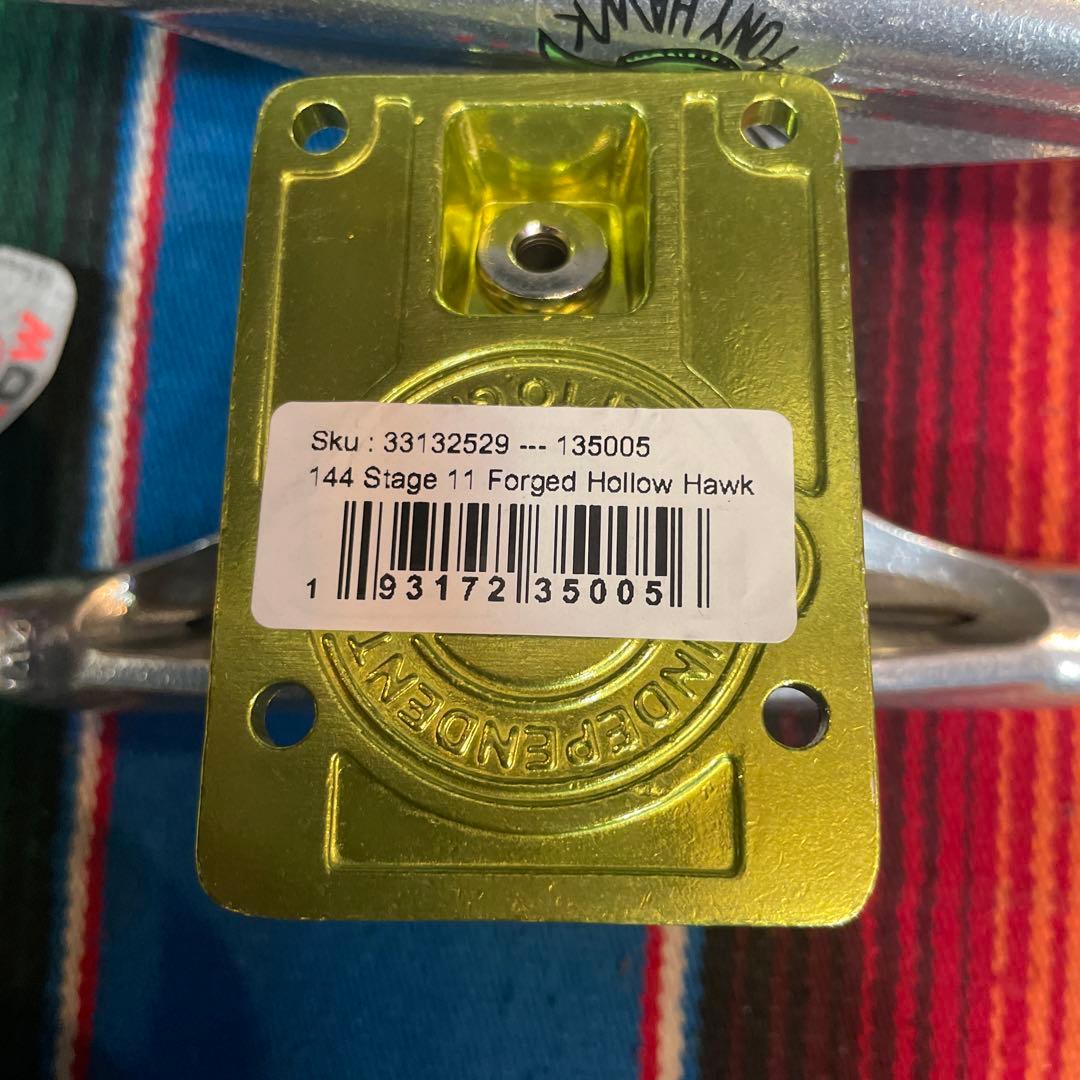 TONY HAWK
Sku : 33132529 --- 135005
144 Stage 11 Forged Hollow Hawk
1 93172 35005
INDEPENDENT